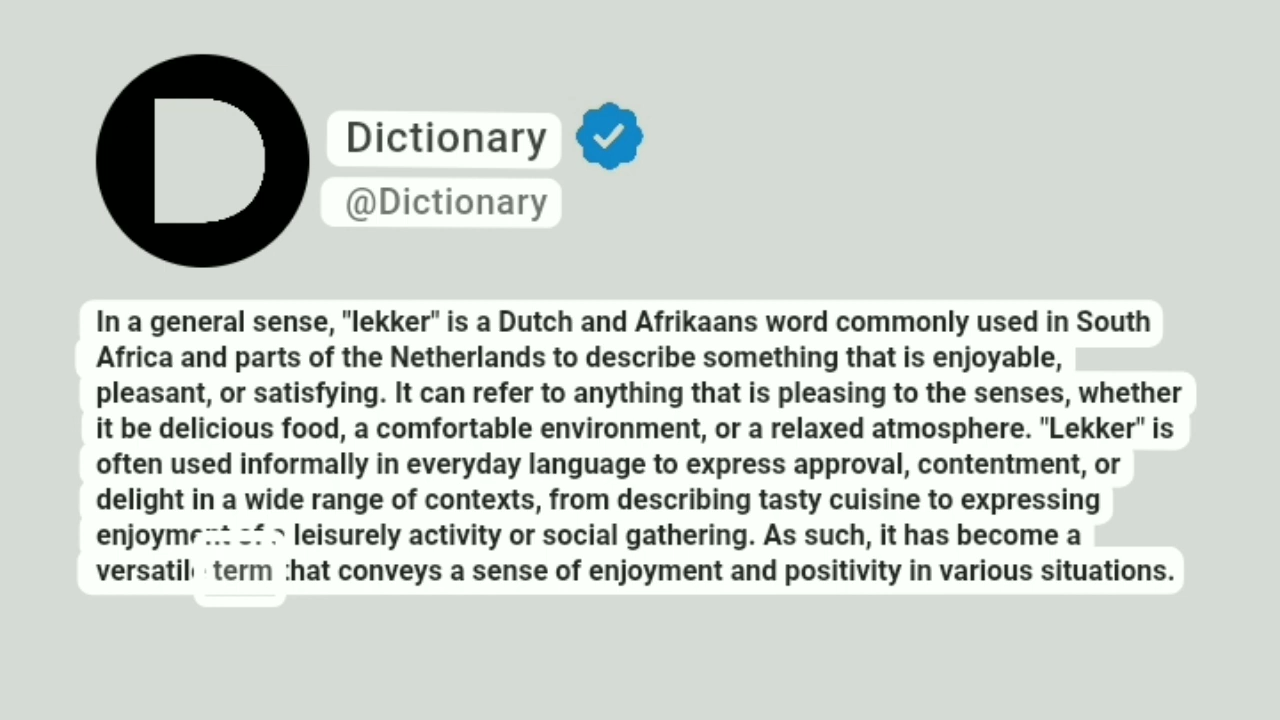 D
Dictionary
@Dictionary
In a general sense, "lekker" is a Dutch and Afrikaans word commonly used in South
Africa and parts of the Netherlands to describe something that is enjoyable,
pleasant, or satisfying. It can refer to anything that is pleasing to the senses, whether
it be delicious food, a comfortable environment, or a relaxed atmosphere. "Lekker" is
often used informally in everyday language to express approval, contentment, or
delight in a wide range of contexts, from describing tasty cuisine to expressing
enjoyment of a leisurely activity or social gathering. As such, it has become a
versatile term that conveys a sense of enjoyment and positivity in various situations.